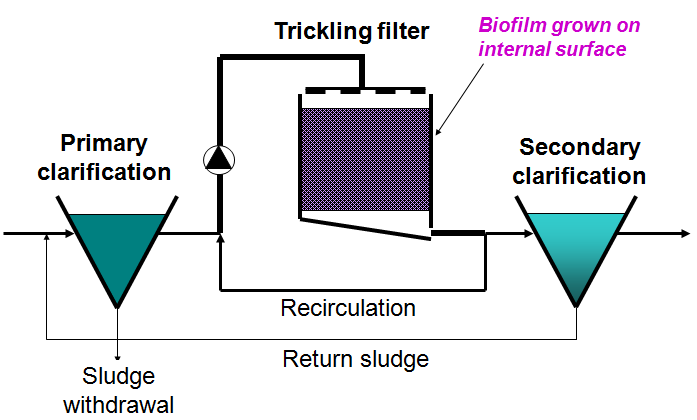 Trickling filter
Biofilm grown on
internal surface
Primary
clarification
Secondary
clarification
Recirculation
Return sludge
Sludge
withdrawal